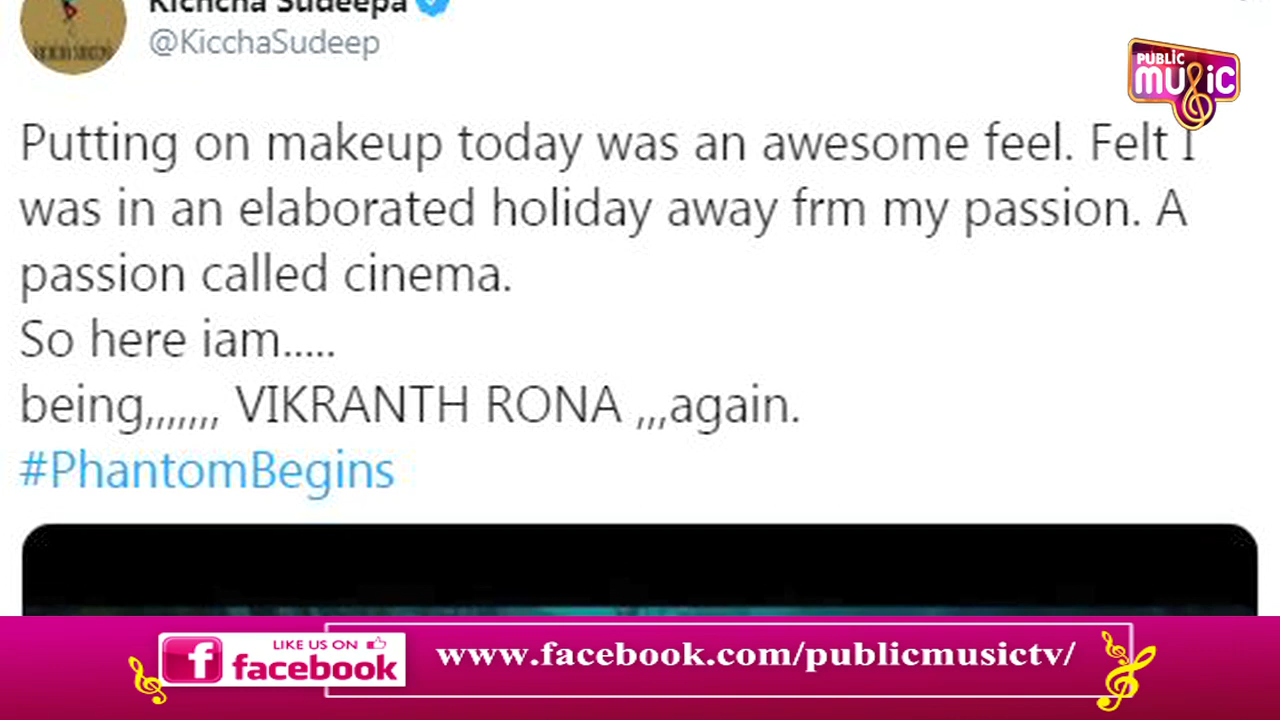 Kichcha Sudeepa
@KicchaSudeep
PUBLIC
music
Putting on makeup today was an awesome feel. Felt I
was in an elaborated holiday away frm my passion. A
passion called cinema.
So here iam.....
being,,,,,,, VIKRANTH RONA ,,,again.
#PhantomBegins
LIKE US ON
f facebook
www.facebook.com/publicmusictv/